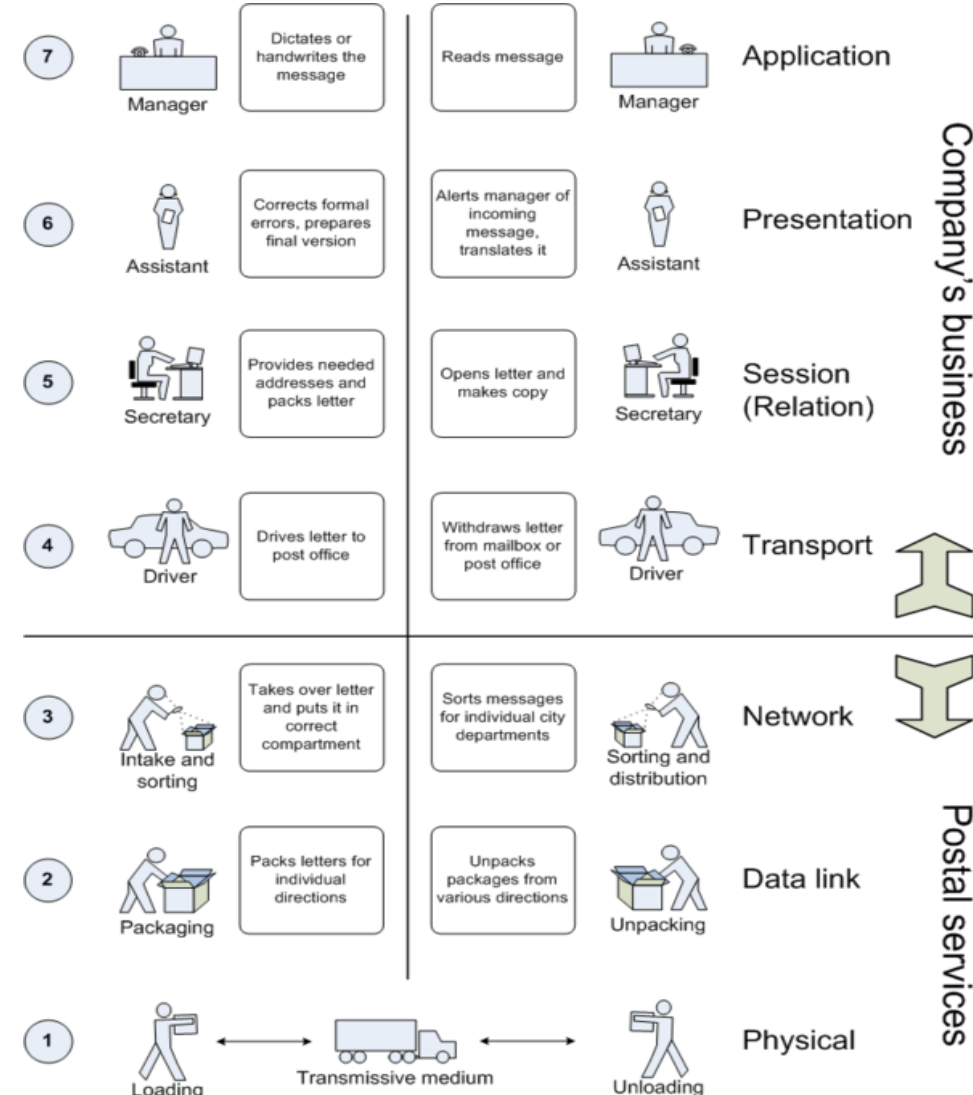 7
Manager
Dictates or
handwrites the
message
Reads message
Manager
Application
6
Assistant
Corrects formal
errors, prepares
final version
Alerts manager of
incoming
message,
translates it
Assistant
Presentation
5
Secretary
Provides needed
addresses and
packs letter
Opens letter and
makes copy
Secretary
Session
(Relation)
Company's business
4
Driver
Drives letter to
post office
Withdraws letter
from mailbox or
post office
Driver
Transport
3
Intake and
sorting
Takes over letter
and puts it in
correct
compartment
Sorts messages
for individual city
departments
Sorting and
distribution
Network
2
Packaging
Packs letters for
individual
directions
Unpacks
packages from
various directions
Unpacking
Data link
Postal services
1
Loading
Transmissive medium
Unloading
Physical